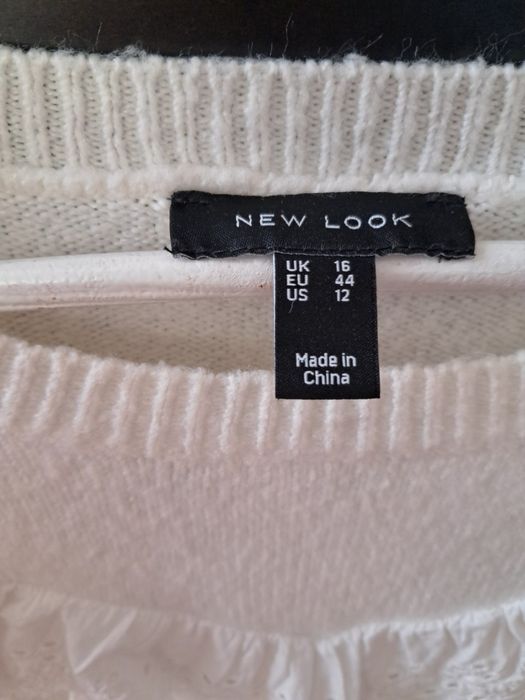 NEW LOOK
UK 16
EU 44
US 12
Made in
China